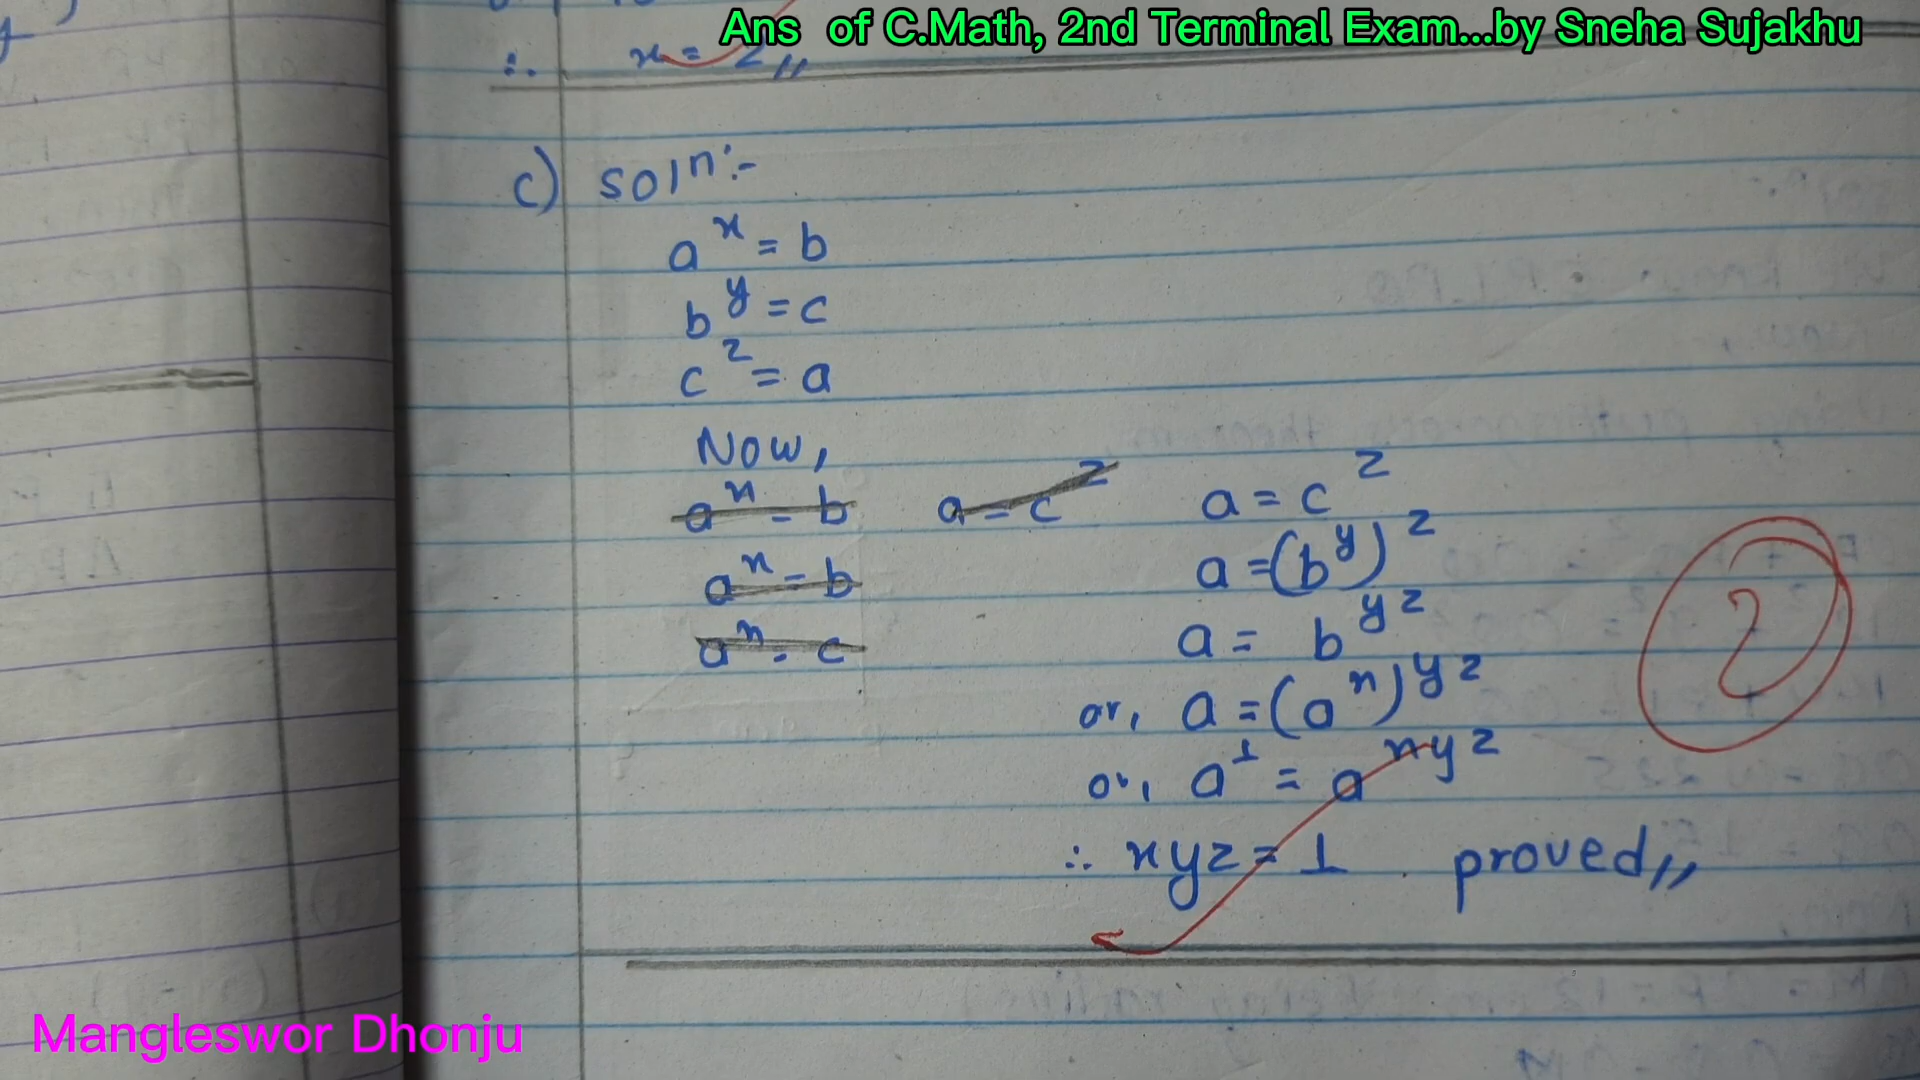 Ans of C.Math, 2nd Terminal Exam...by Sneha Sujakhu
∴ x = 2,,
c) Soln:-
a^x = b
b^y = c
c^z = a
Now,
a^x = b
a^x = b
a^x = c
a = c^z
a = c^z
a = (b^y)^z
a = b^yz
or, a = (a^x)^yz
or, a^1 = a^xyz
∴ xyz = 1 proved,,
2
Mangleswor Dhonju